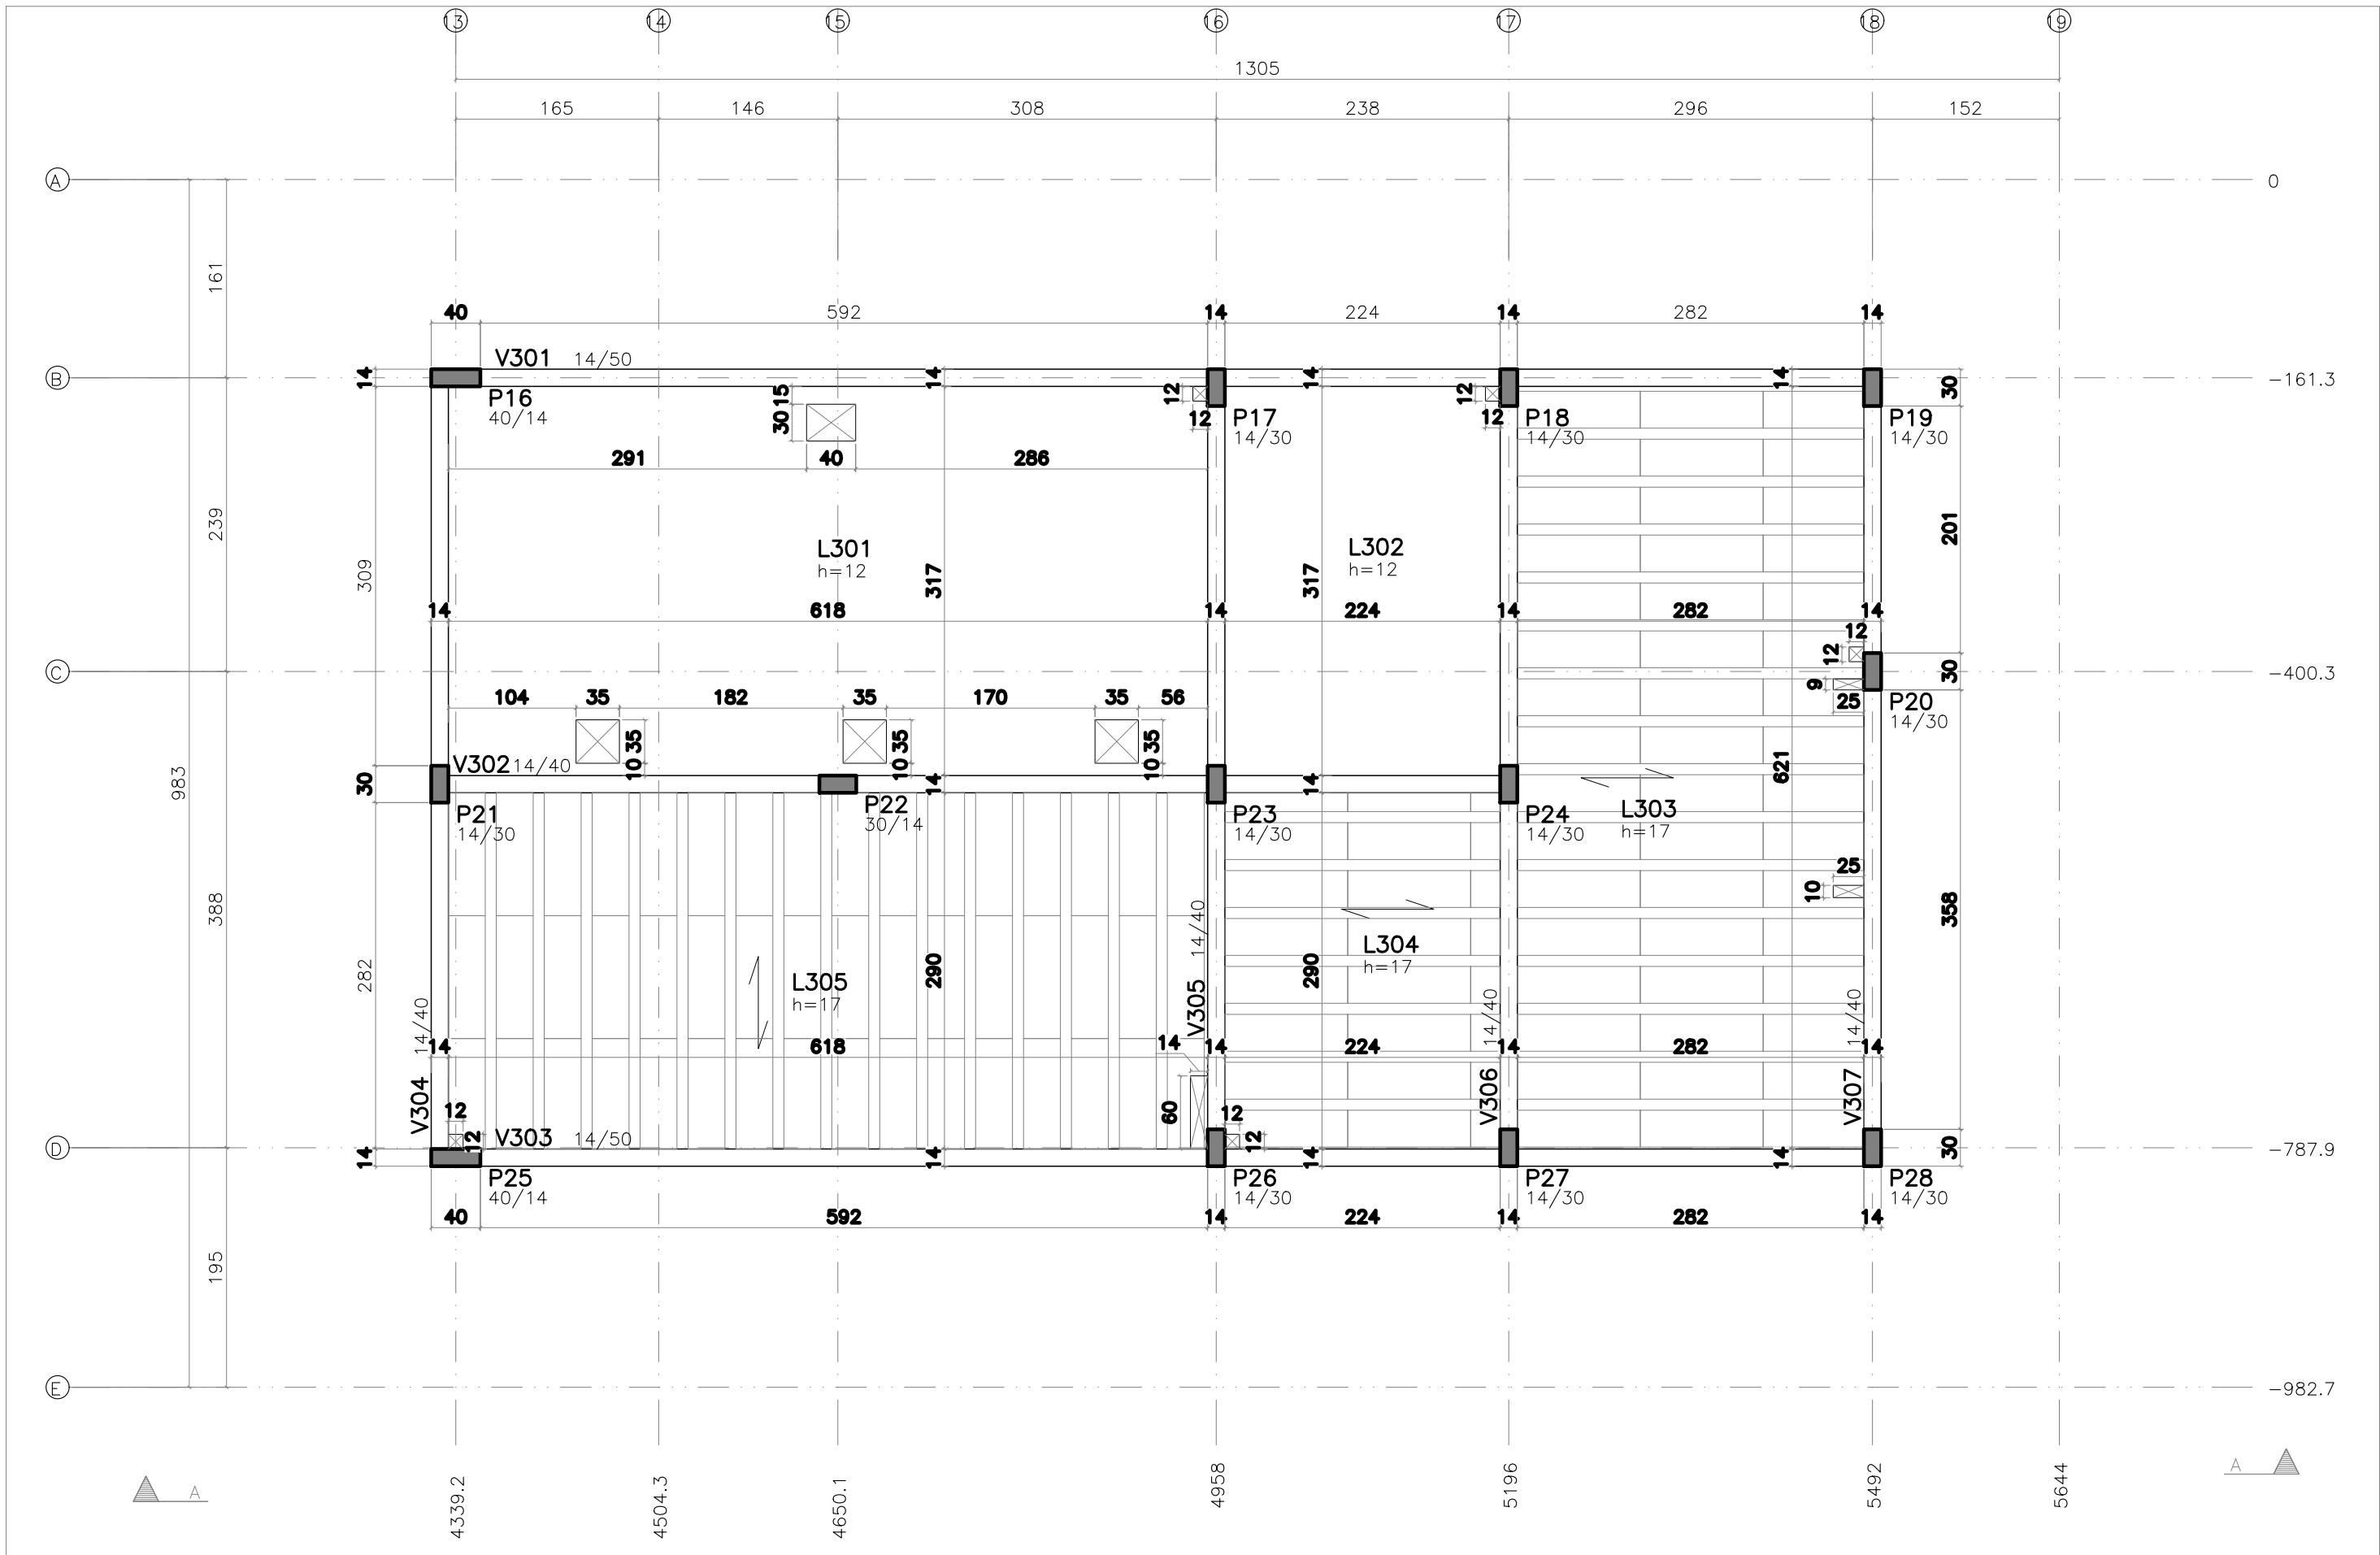 13 14 15 16 17 18 19
1305
165 146 308 238 296 152
A 0
161
40 592 14 224 14 282 14
V301 14/50
B 14 14 14 14 30 -161.3
P16
40/14
15
30
12
12
P17
14/30
12
12
P18
14/30
P19
14/30
291 40 286
239
201
L301
h=12
L302
h=12
309 317 317
14 618 14 224 14 282 14
12
12
C 30 -400.3
9
25
P20
14/30
104 35 182 35 170 35 56
35 35 35
10 10 10
V302 14/40
30 14 14 621
983
P21
14/30
P22
30/14
P23
14/30
P24
14/30
L303
h=17
25
10
388 358
14/40
L304
h=17
282 290 290
L305
h=17
V305
14/40 14/40 14/40
14 618 14 14 224 14 282 14
V304 V306 V307
12
12
60
12
12
V303 14/50
D 14 14 14 14 30 -787.9
P25
40/14
P26
14/30
P27
14/30
P28
14/30
40 592 14 224 14 282 14
195
E -982.7
A A
4339.2 4504.3 4650.1 4958 5196 5492 5644